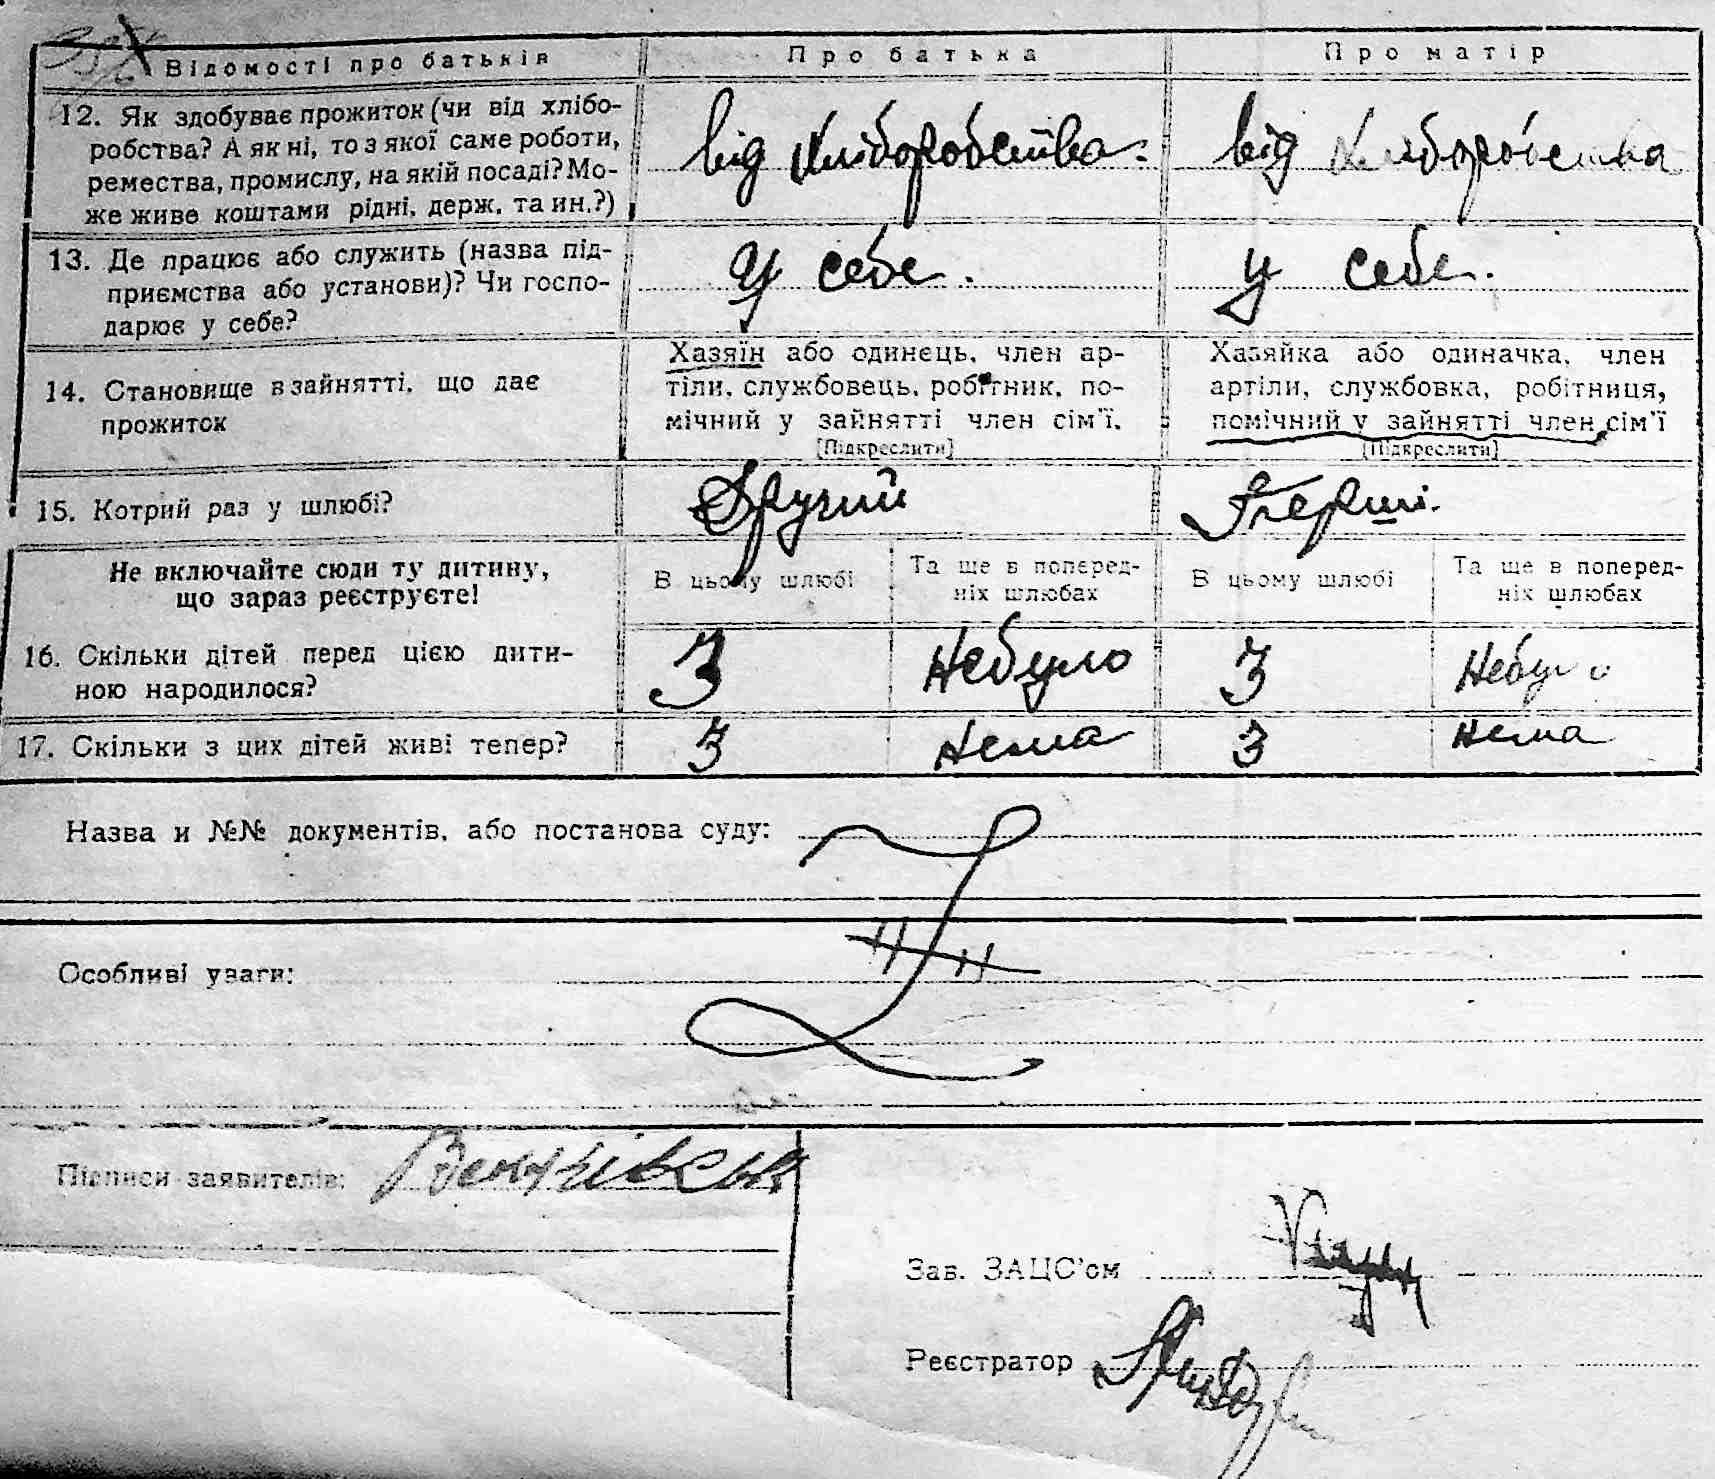 Відомості про батьків
Про батька
Про матір
12. Як здобуває прожиток (чи від хлібо-
робства? А як ні, то з якої саме роботи,
ремества, промислу, на якій посаді? Мо-
же живе коштами рідні, держ. та ин.?)
від хліборобства.
від хліборобства
13. Де працює або служить (назва під-
приємства або установи)? Чи госпо-
дарює у себе?
У себе.
У себе.
14. Становище в зайнятті, що дає
прожиток
Хазяїн або одинець, член ар-
тіли, службовець, робітник, по-
мічний у зайнятті член сім'ї.
[Підкреслити]
Хазяйка або одиначка, член
артіли, службовка, робітниця,
помічний у зайнятті член сім'ї
[Підкреслити]
15. Котрий раз у шлюбі?
Другий
Перший.
Не включайте сюди ту дитину,
що зараз реєструєте!
В цьому шлюбі
Та ще в поперед-
ніх шлюбах
В цьому шлюбі
Та ще в поперед-
ніх шлюбах
16. Скільки дітей перед цією дити-
ною народилося?
3
Небуло
3
Небуло
17. Скільки з цих дітей живі тепер?
3
Нема
3
Нема
Назва и №№ документів, або постанова суду:
Особливі уваги:
Підписи заявителів:
Зав. ЗАЦС'ом
Реєстратор